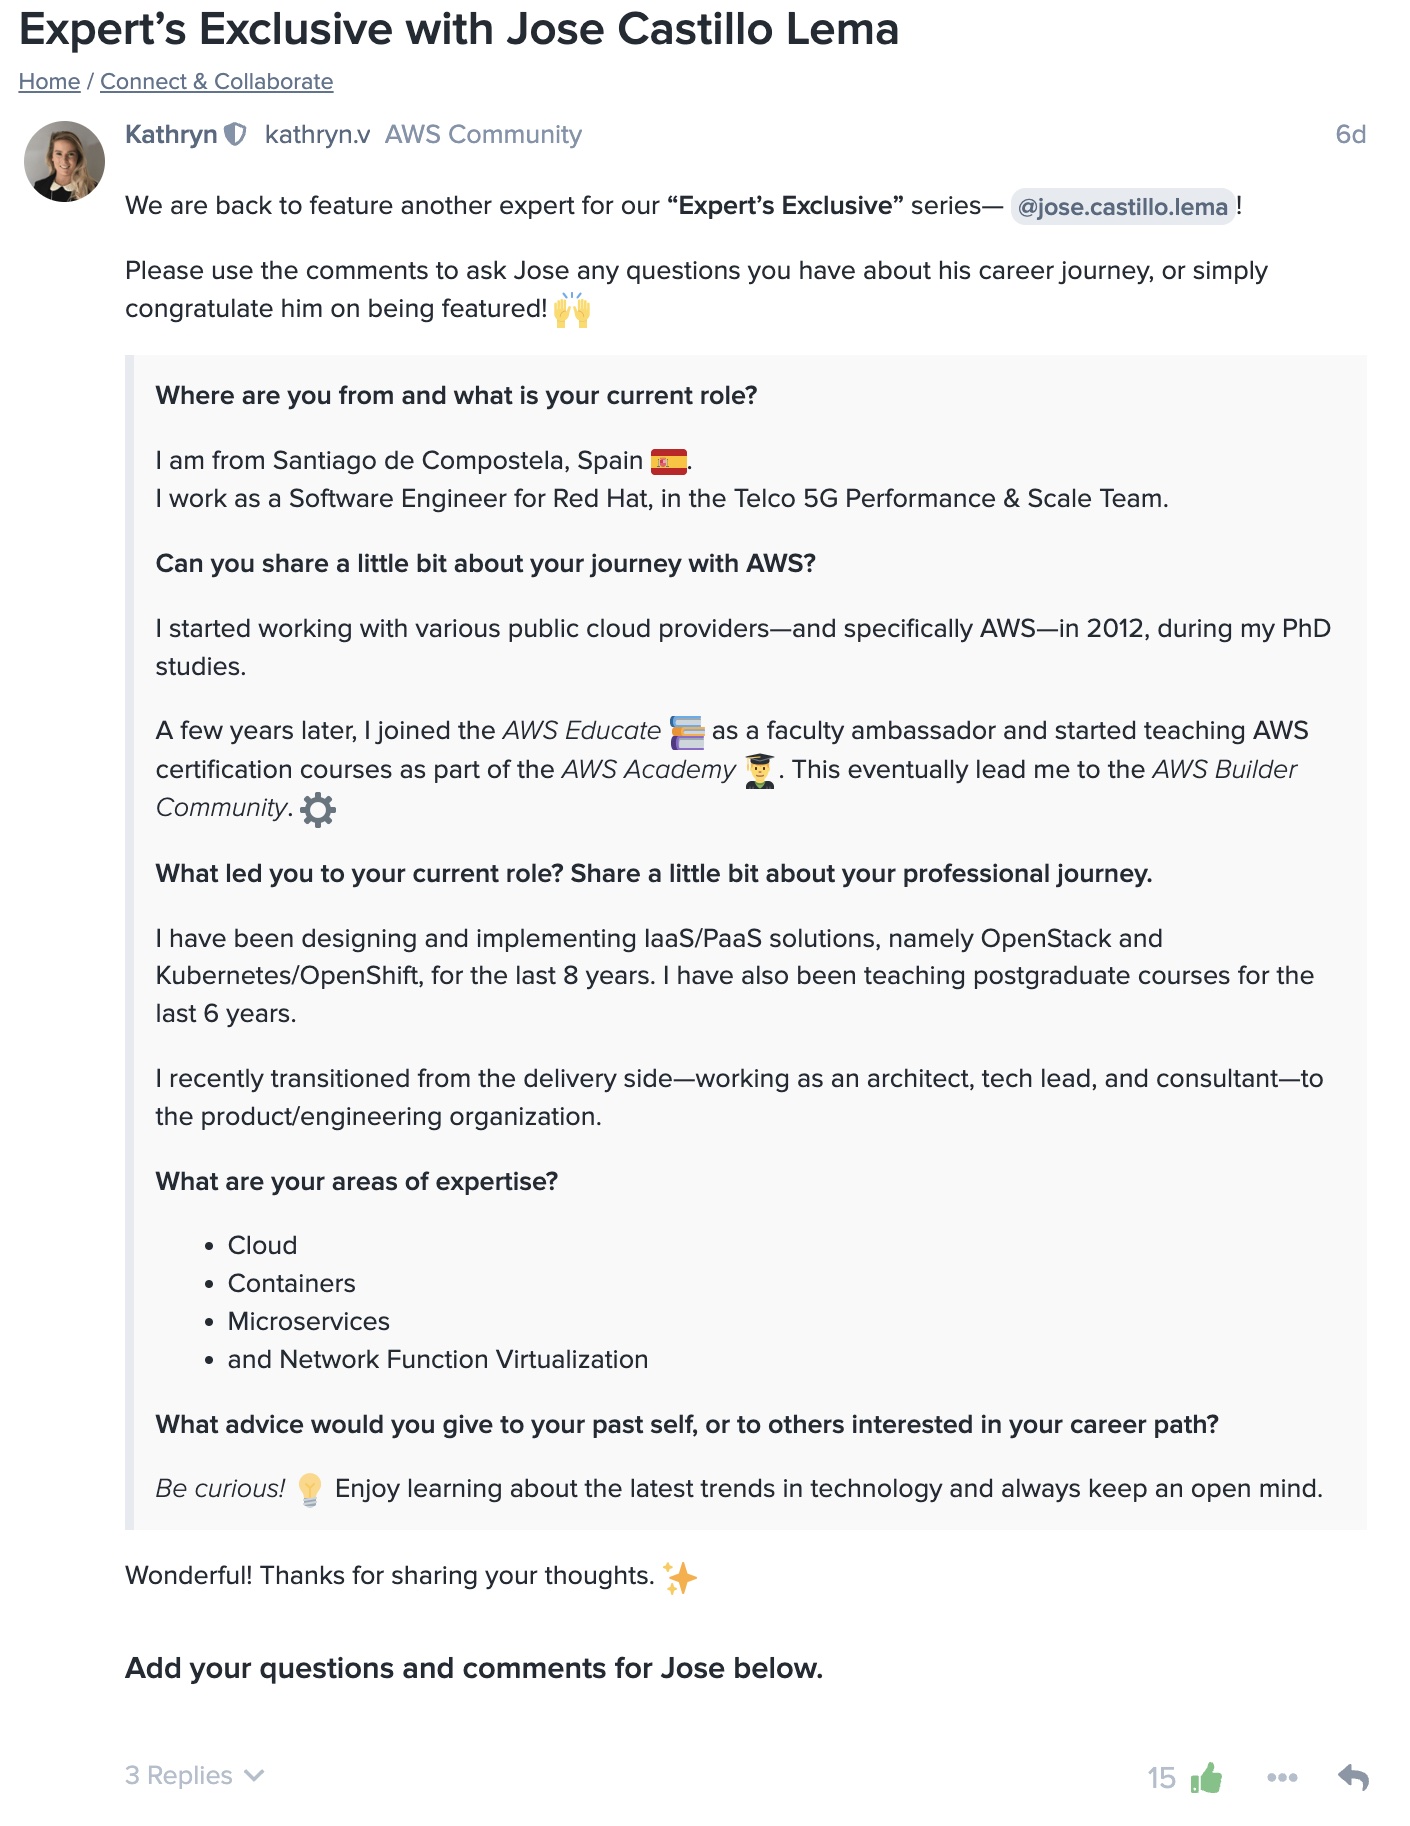 Expert’s Exclusive with Jose Castillo Lema
Home / Connect & Collaborate
Kathryn kathryn.v AWS Community 6d
We are back to feature another expert for our “Expert’s Exclusive” series— @jose.castillo.lema!
Please use the comments to ask Jose any questions you have about his career journey, or simply
congratulate him on being featured!
Where are you from and what is your current role?
I am from Santiago de Compostela, Spain .
I work as a Software Engineer for Red Hat, in the Telco 5G Performance & Scale Team.
Can you share a little bit about your journey with AWS?
I started working with various public cloud providers—and specifically AWS—in 2012, during my PhD
studies.
A few years later, I joined the AWS Educate as a faculty ambassador and started teaching AWS
certification courses as part of the AWS Academy . This eventually lead me to the AWS Builder
Community.
What led you to your current role? Share a little bit about your professional journey.
I have been designing and implementing IaaS/PaaS solutions, namely OpenStack and
Kubernetes/OpenShift, for the last 8 years. I have also been teaching postgraduate courses for the
last 6 years.
I recently transitioned from the delivery side—working as an architect, tech lead, and consultant—to
the product/engineering organization.
What are your areas of expertise?
• Cloud
• Containers
• Microservices
• and Network Function Virtualization
What advice would you give to your past self, or to others interested in your career path?
Be curious! Enjoy learning about the latest trends in technology and always keep an open mind.
Wonderful! Thanks for sharing your thoughts.
Add your questions and comments for Jose below.
3 Replies 15